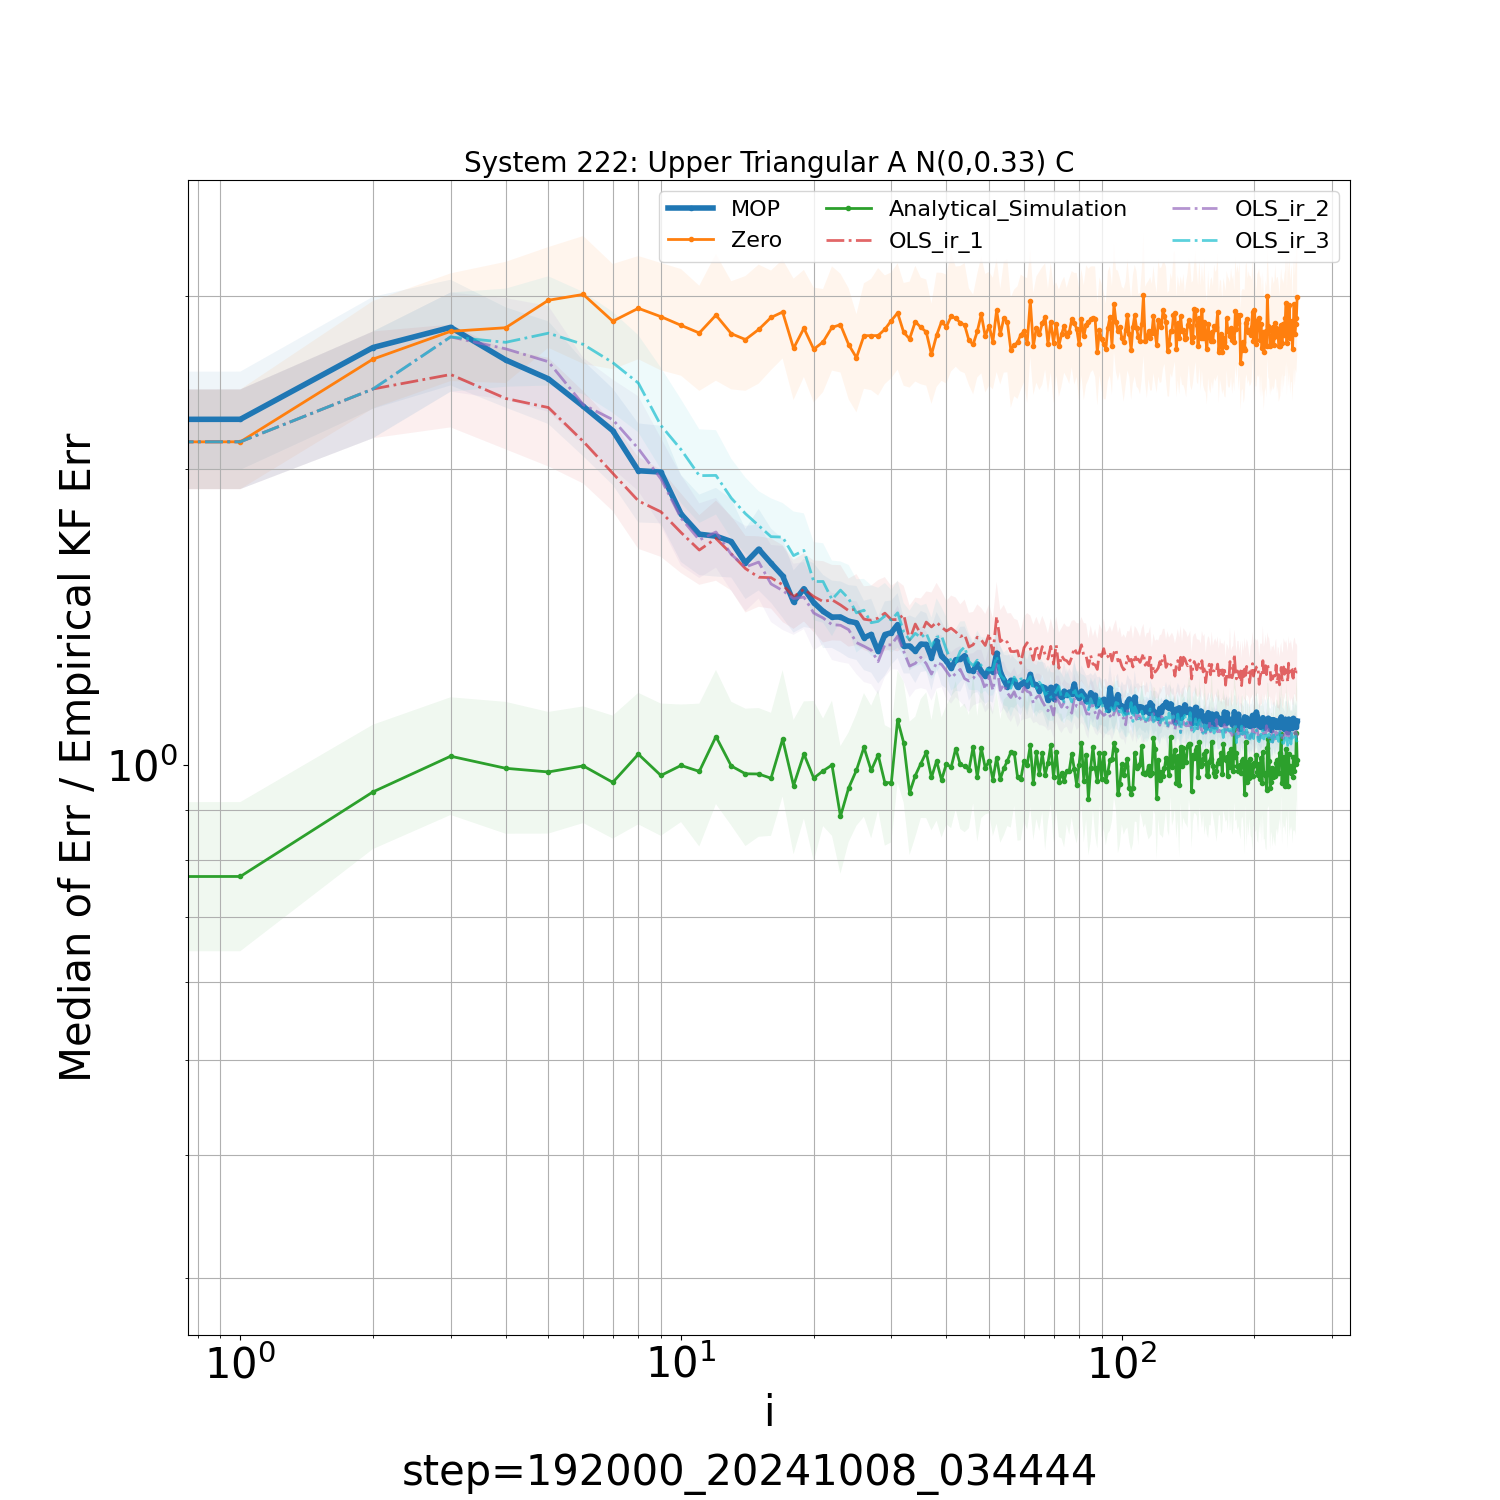 System 222: Upper Triangular A N(0,0.33) C
MOP
Zero
Analytical_Simulation
OLS_ir_1
OLS_ir_2
OLS_ir_3
Median of Err / Empirical KF Err
10⁰
10⁰
10¹
10²
i
step=192000_20241008_034444